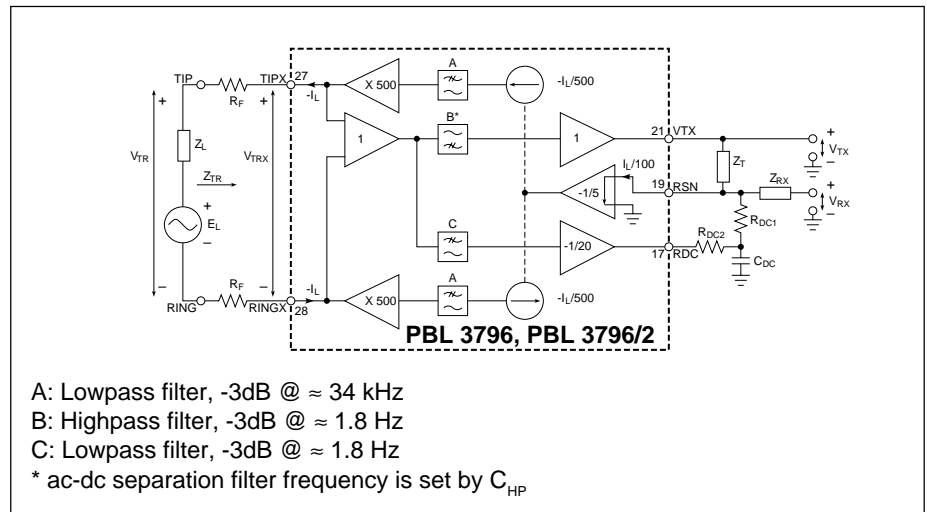 TIP
R_F
TIPX
27
-I_L
X 500
A
-I_L/500
B*
1
1
21
VTX
+
V_TX
-
Z_T
I_L/100
-1/5
19
RSN
Z_RX
+
V_RX
-
R_DC1
R_DC2
C_DC
C
-1/20
17
RDC
+
V_TR
-
Z_L
Z_TR
+
E_L
-
+
V_TRX
-
RING
R_F
RINGX
28
-I_L
X 500
A
-I_L/500
PBL 3796, PBL 3796/2
A: Lowpass filter, -3dB @ ≈ 34 kHz
B: Highpass filter, -3dB @ ≈ 1.8 Hz
C: Lowpass filter, -3dB @ ≈ 1.8 Hz
* ac-dc separation filter frequency is set by C_HP